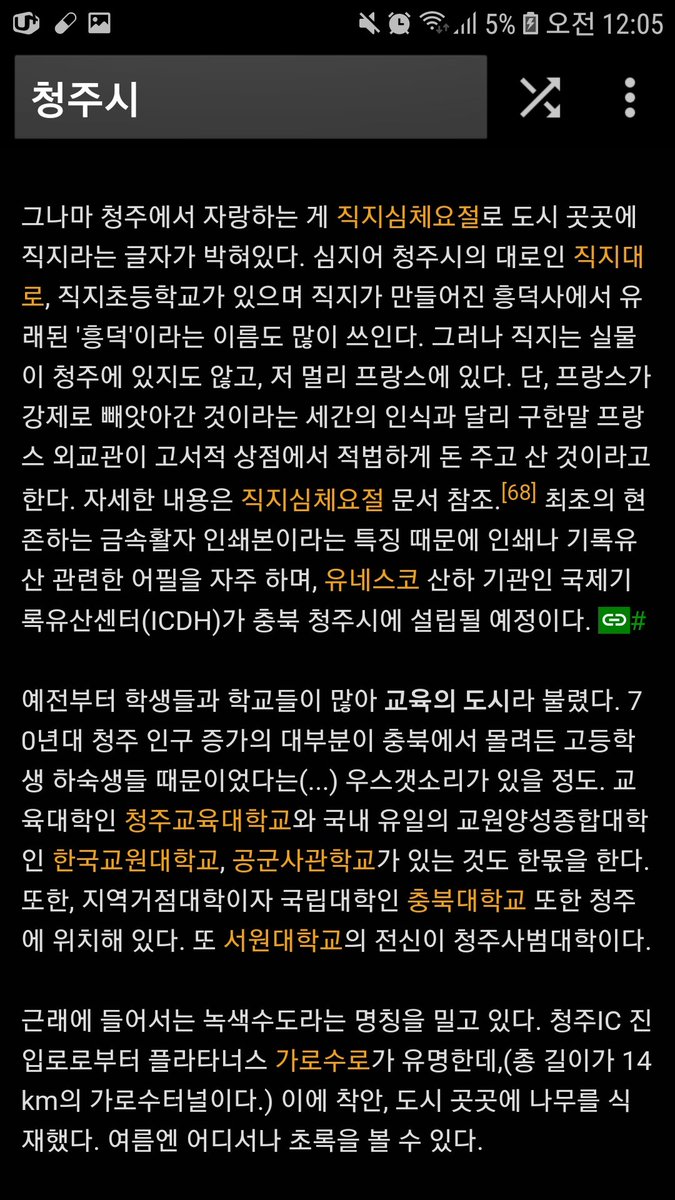 5% 오전 12:05
청주시
그나마 청주에서 자랑하는 게 직지심체요절로 도시 곳곳에
직지라는 글자가 박혀있다. 심지어 청주시의 대로인 직지대
로, 직지초등학교가 있으며 직지가 만들어진 흥덕사에서 유
래된 '흥덕'이라는 이름도 많이 쓰인다. 그러나 직지는 실물
이 청주에 있지도 않고, 저 멀리 프랑스에 있다. 단, 프랑스가
강제로 빼앗아간 것이라는 세간의 인식과 달리 구한말 프랑
스 외교관이 고서적 상점에서 적법하게 돈 주고 산 것이라고
한다. 자세한 내용은 직지심체요절 문서 참조.[68] 최초의 현
존하는 금속활자 인쇄본이라는 특징 때문에 인쇄나 기록유
산 관련한 어필을 자주 하며, 유네스코 산하 기관인 국제기
록유산센터(ICDH)가 충북 청주시에 설립될 예정이다. #
예전부터 학생들과 학교들이 많아 교육의 도시라 불렸다. 7
0년대 청주 인구 증가의 대부분이 충북에서 몰려든 고등학
생 하숙생들 때문이었다는(...) 우스갯소리가 있을 정도. 교
육대학인 청주교육대학교와 국내 유일의 교원양성종합대학
인 한국교원대학교, 공군사관학교가 있는 것도 한몫을 한다.
또한, 지역거점대학이자 국립대학인 충북대학교 또한 청주
에 위치해 있다. 또 서원대학교의 전신이 청주사범대학이다.
근래에 들어서는 녹색수도라는 명칭을 밀고 있다. 청주IC 진
입로로부터 플라타너스 가로수로가 유명한데,(총 길이가 14
km의 가로수터널이다.) 이에 착안, 도시 곳곳에 나무를 식
재했다. 여름엔 어디서나 초록을 볼 수 있다.